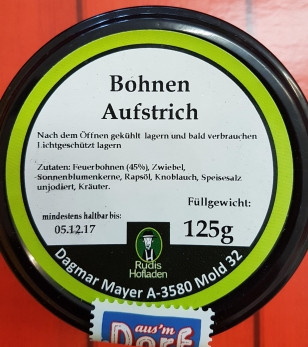 Bohnen
Aufstrich
Nach dem Öffnen gekühlt lagern und bald verbrauchen
Lichtgeschützt lagern
Zutaten: Feuerbohnen (45%), Zwiebel,
Sonnenblumenkerne, Rapsöl, Knoblauch, Speisesalz
unjodiert, Kräuter.
Füllgewicht:
mindestens haltbar bis:
05.12.17
125g
Rudis
Hofladen
Dagmar Mayer A-3580 Mold 32
aus'm
Dorf